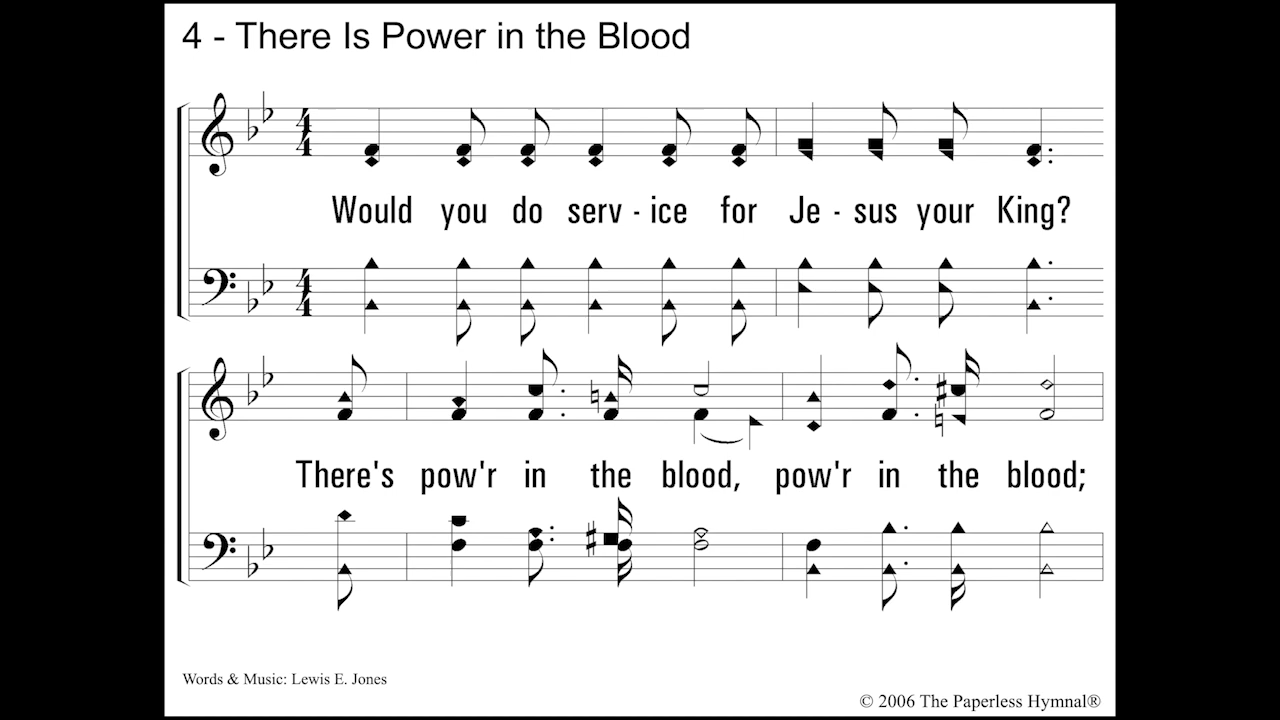 4 - There Is Power in the Blood
Would you do serv - ice for Je - sus your King?
There's pow'r in the blood, pow'r in the blood;
Words & Music: Lewis E. Jones
© 2006 The Paperless Hymnal®